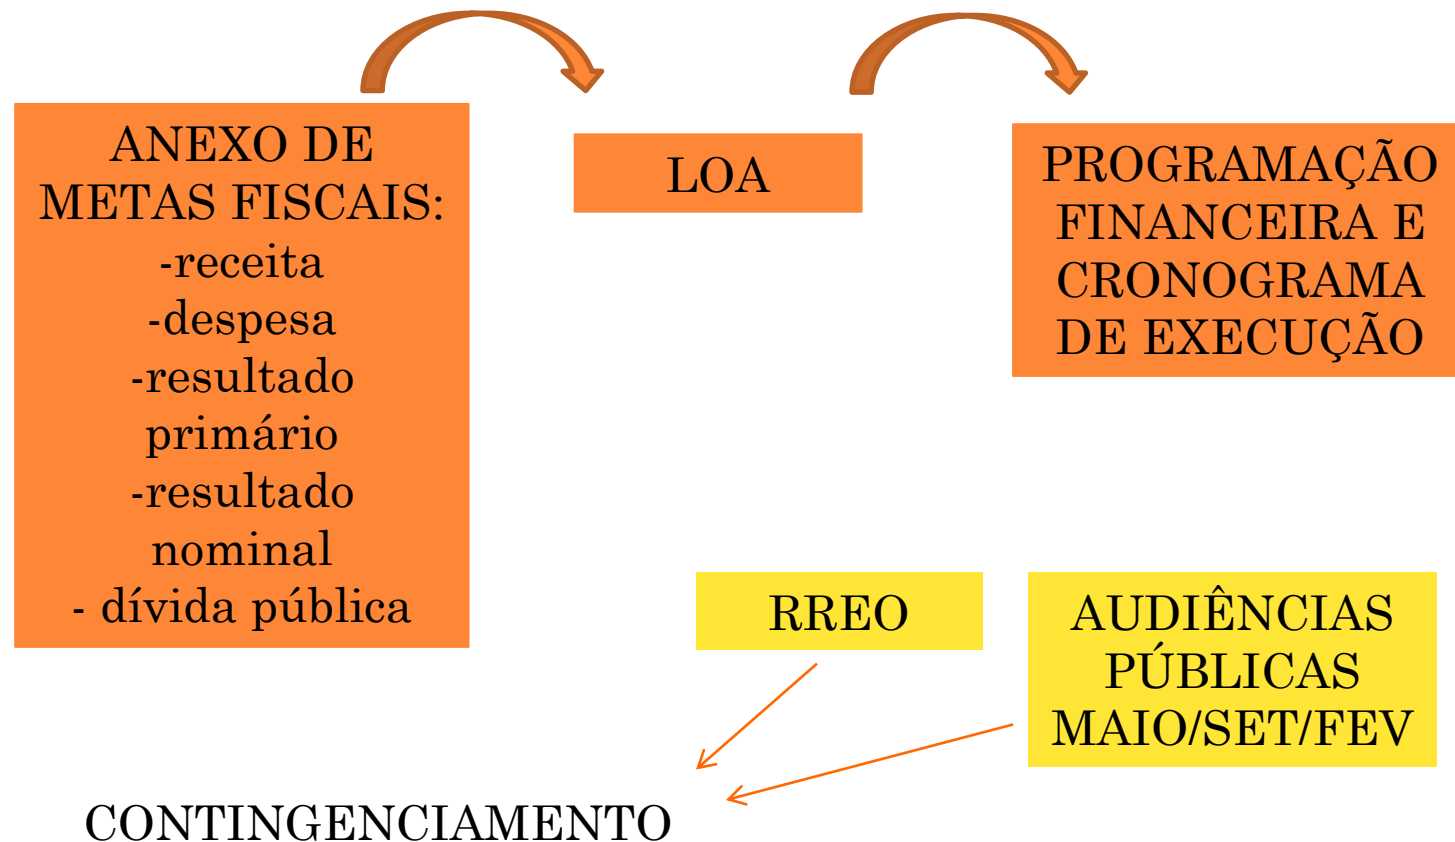 ANEXO DE
METAS FISCAIS:
-receita
-despesa
-resultado
primário
-resultado
nominal
- dívida pública
LOA
PROGRAMAÇÃO
FINANCEIRA E
CRONOGRAMA
DE EXECUÇÃO
RREO
AUDIÊNCIAS
PÚBLICAS
MAIO/SET/FEV
CONTINGENCIAMENTO